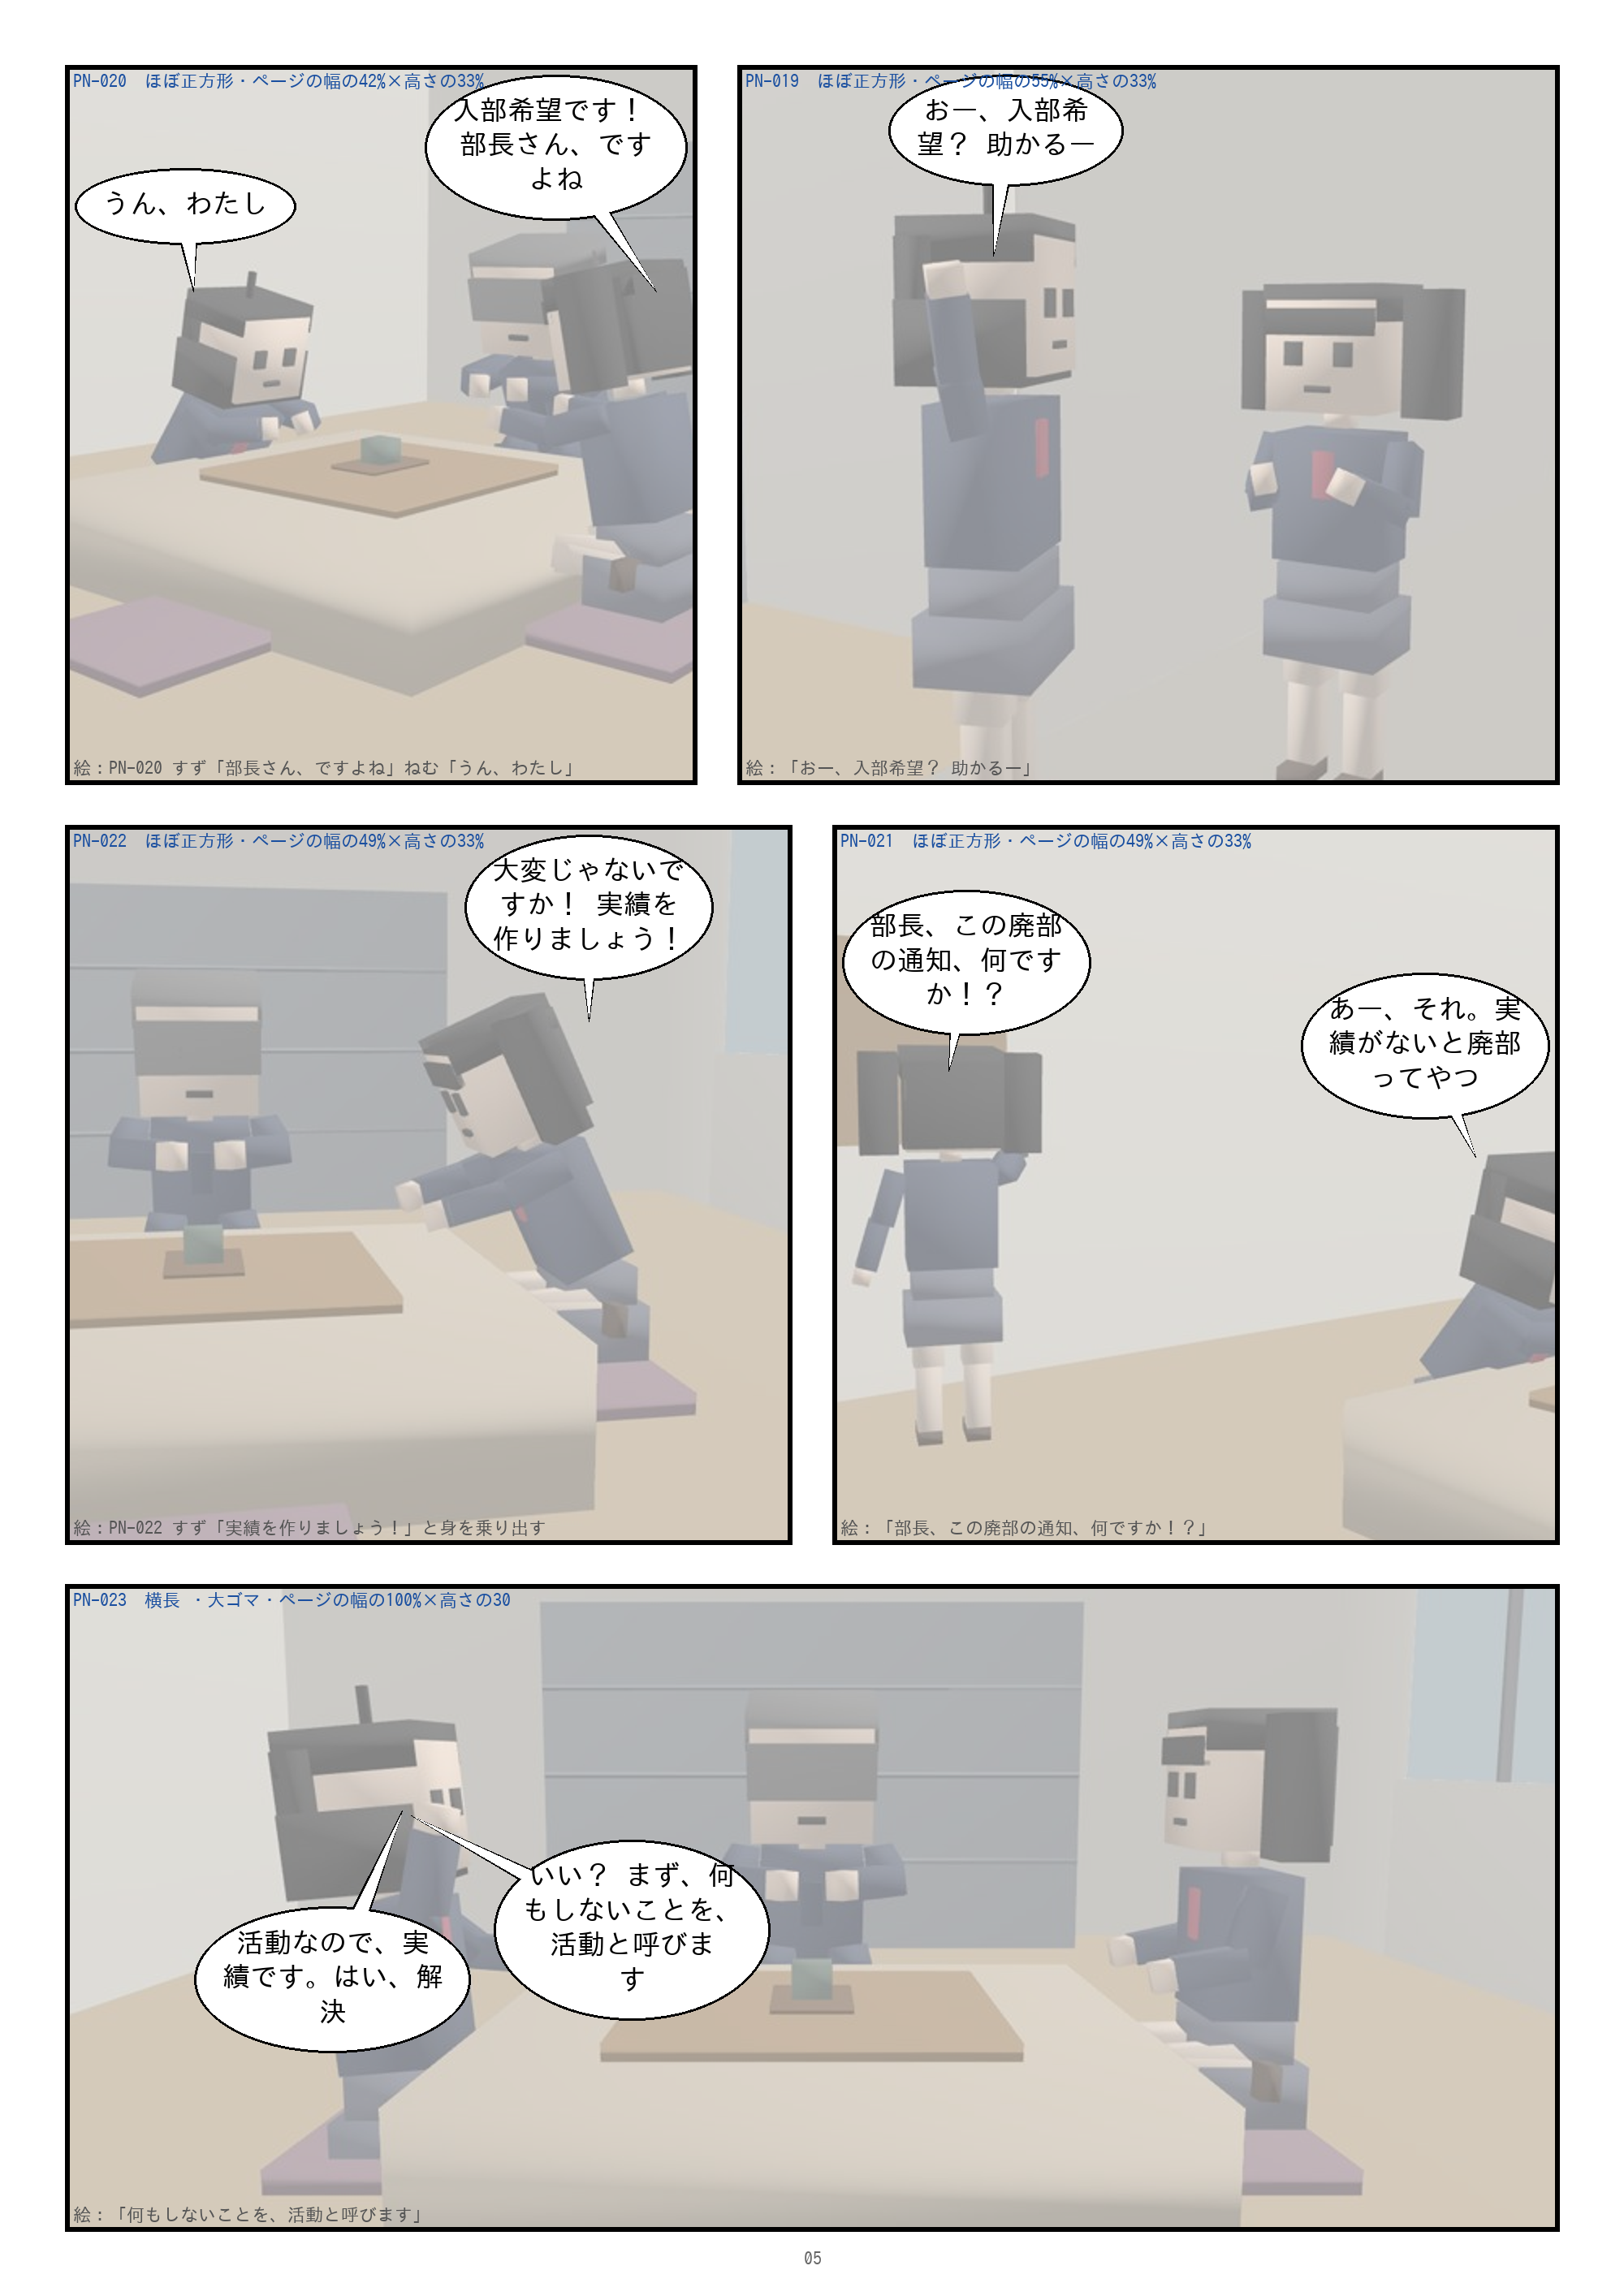 PN-019 ほぼ正方形・ページの幅の55%×高さの33%
おー、入部希
望? 助かるー
絵:「おー、入部希望? 助かるー」
PN-020 ほぼ正方形・ページの幅の42%×高さの33%
入部希望です!
部長さん、です
よね
うん、わたし
絵:PN-020 すず「部長さん、ですよね」ねむ「うん、わたし」
PN-021 ほぼ正方形・ページの幅の49%×高さの33%
あー、それ。実
績がないと廃部
ってやつ
部長、この廃部
の通知、何です
か!?
絵:「部長、この廃部の通知、何ですか!?」
PN-022 ほぼ正方形・ページの幅の49%×高さの33%
大変じゃないで
すか! 実績を
作りましょう!
絵:PN-022 すず「実績を作りましょう!」と身を乗り出す
PN-023 横長 ・大ゴマ・ページの幅の100%×高さの30
いい? まず、何
もしないことを、
活動と呼びま
す
活動なので、実
績です。はい、解
決
絵:「何もしないことを、活動と呼びます」
05